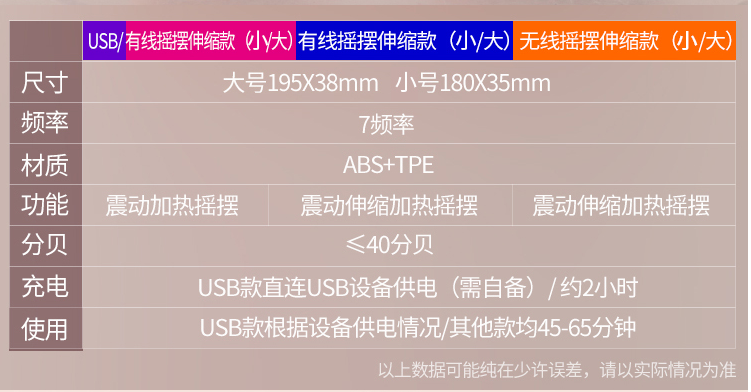 USB/有线摇摆伸缩款（小/大） 有线摇摆伸缩款（小/大） 无线摇摆伸缩款（小/大）
尺寸 大号195X38mm 小号180X35mm
频率 7频率
材质 ABS+TPE
功能 震动加热摇摆 震动伸缩加热摇摆 震动伸缩加热摇摆
分贝 ≤40分贝
充电 USB款直连USB设备供电（需自备）/ 约2小时
使用 USB款根据设备供电情况/其他款均45-65分钟
以上数据可能纯在少许误差，请以实际情况为准